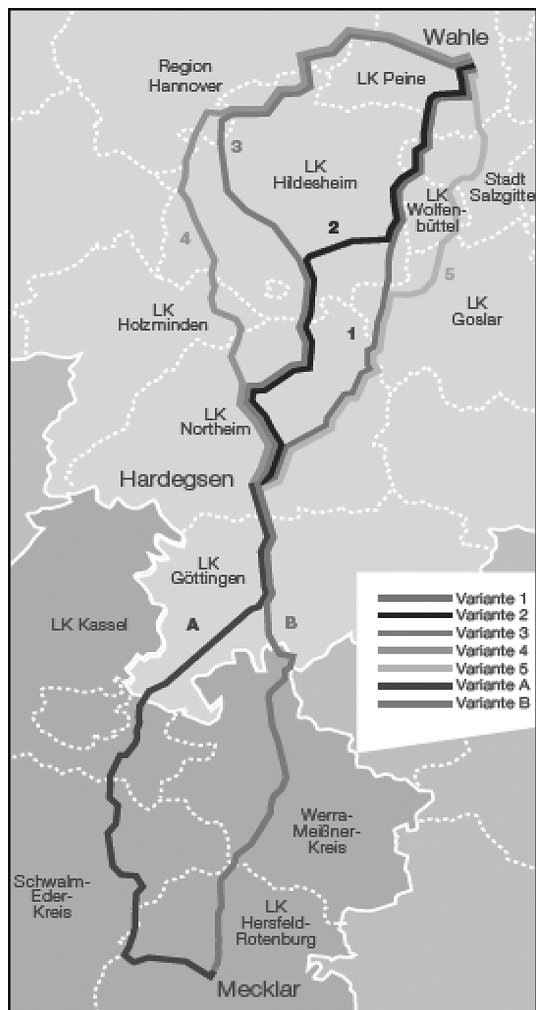 Wahle
Region
Hannover
LK Peine
3
LK
Hildesheim
Stadt
Salzgitte
LK
Wolfen-
büttel
2
4
5
LK
Holzminden
LK
Goslar
1
LK
Northeim
Hardegsen
LK
Göttingen
LK Kassel
A
B
Variante 1
Variante 2
Variante 3
Variante 4
Variante 5
Variante A
Variante B
Werra-
Meißner-
Kreis
Schwalm-
Eder-
Kreis
LK
Hersfeld-
Rotenburg
Mecklar